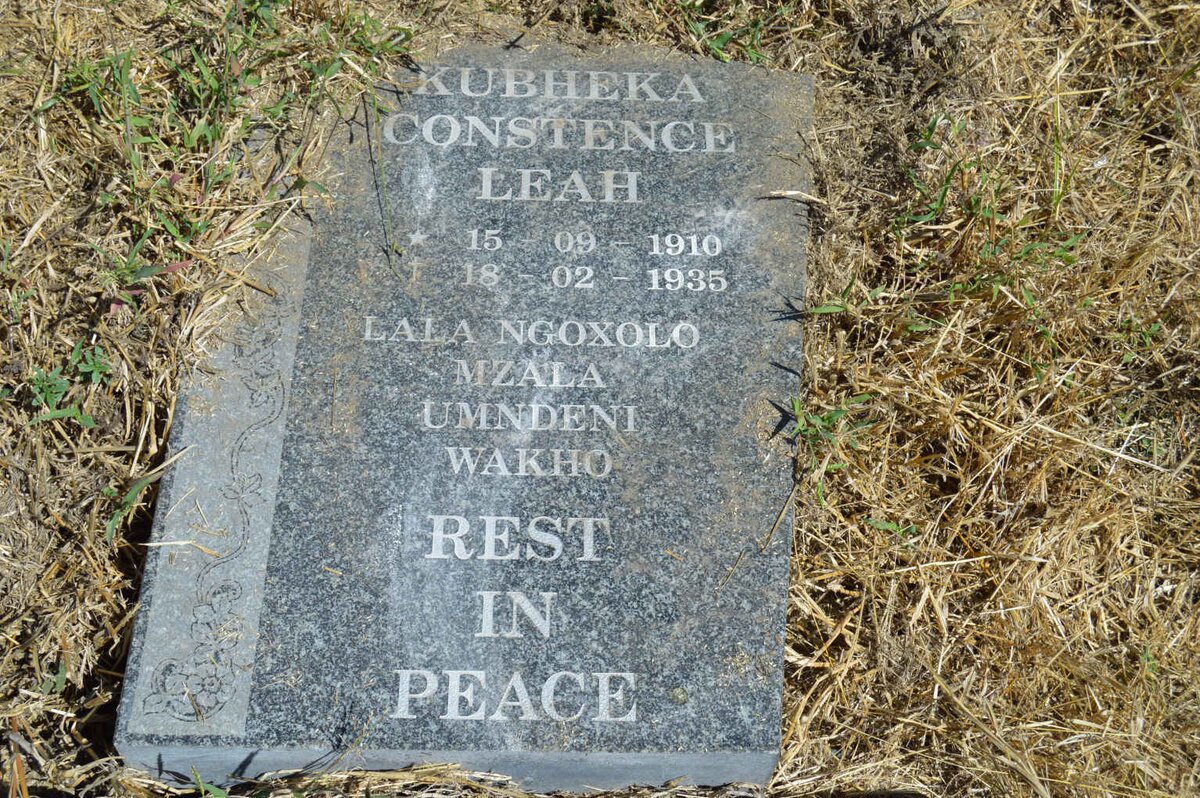 KUBHEKA
CONSTENCE
LEAH
★ 15 - 09 - 1910
† 18 - 02 - 1935
LALA NGOXOLO
MZALA
UMNDENI
WAKHO
REST
IN
PEACE